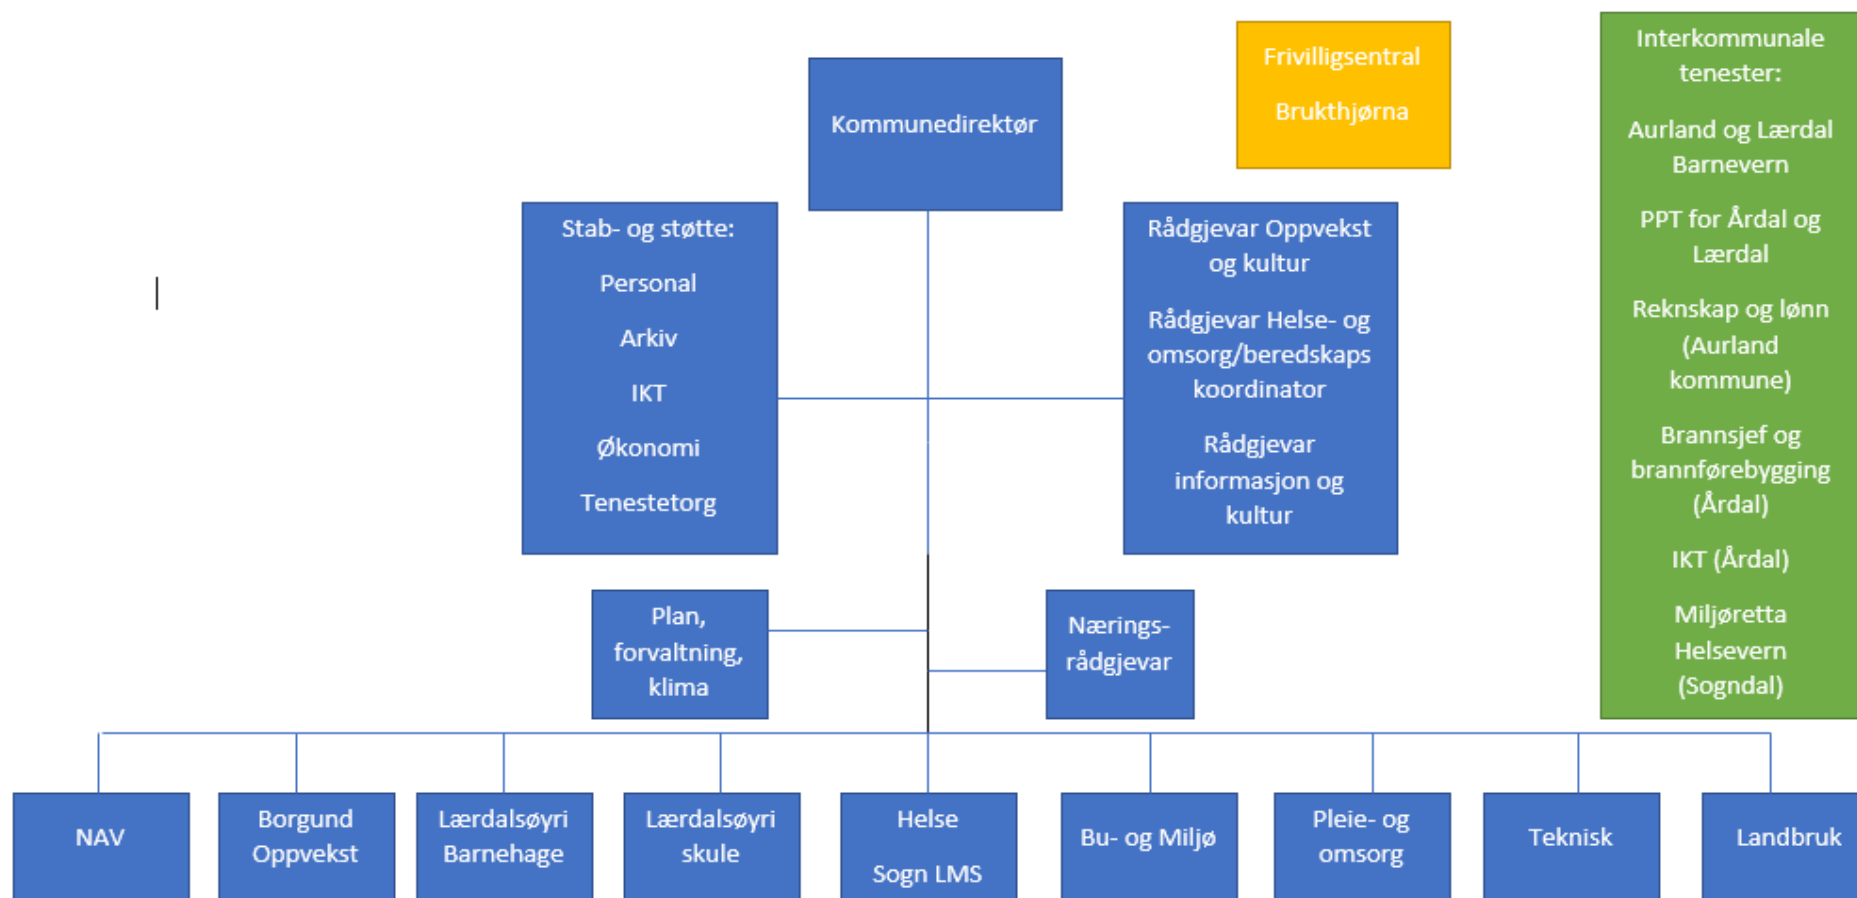 Kommunedirektør
Frivilligsentral
Brukthjørna
Interkommunale
tenester:
Aurland og Lærdal
Barnevern
PPT for Årdal og
Lærdal
Reknskap og lønn
(Aurland
kommune)
Brannsjef og
brannførebygging
(Årdal)
IKT (Årdal)
Miljøretta
Helsevern
(Sogndal)
Stab- og støtte:
Personal
Arkiv
IKT
Økonomi
Tenestetorg
Rådgjevar Oppvekst
og kultur
Rådgjevar Helse- og
omsorg/beredskaps
koordinator
Rådgjevar
informasjon og
kultur
Plan,
forvaltning,
klima
Nærings-
rådgjevar
NAV
Borgund
Oppvekst
Lærdalsøyri
Barnehage
Lærdalsøyri
skule
Helse
Sogn LMS
Bu- og Miljø
Pleie- og
omsorg
Teknisk
Landbruk